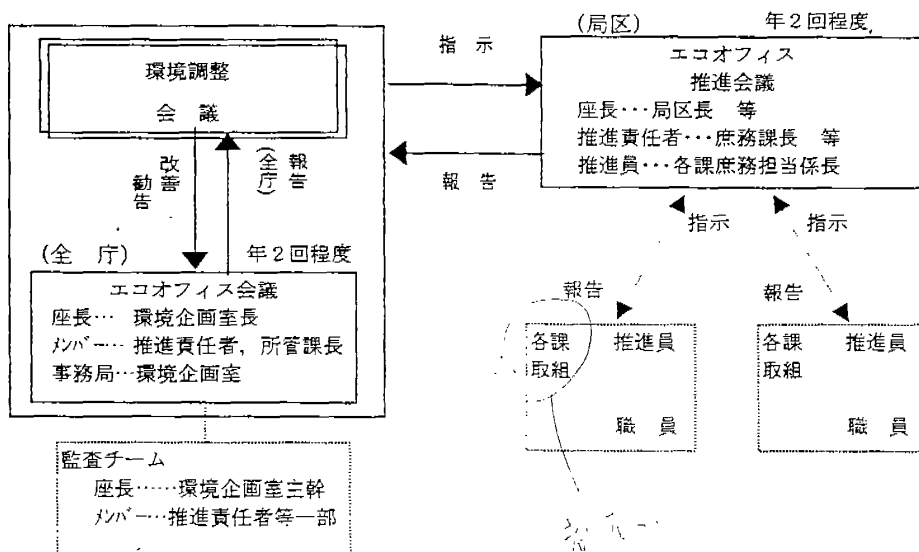 環境調整
会 議
改善
勧告
報告
(全庁)
(全 庁) 年2回程度
エコオフィス会議
座長… 環境企画室長
メンバー… 推進責任者, 所管課長
事務局…環境企画室
監査チーム
座長……環境企画室主幹
メンバー…推進責任者等一部
指 示
報 告
(局区) 年2回程度
エコオフィス
推進会議
座長…局区長 等
推進責任者…庶務課長 等
推進員…各課庶務担当係長
指示
指示
報告
報告
各課 推進員
取組
職 員
各課 推進員
取組
職 員